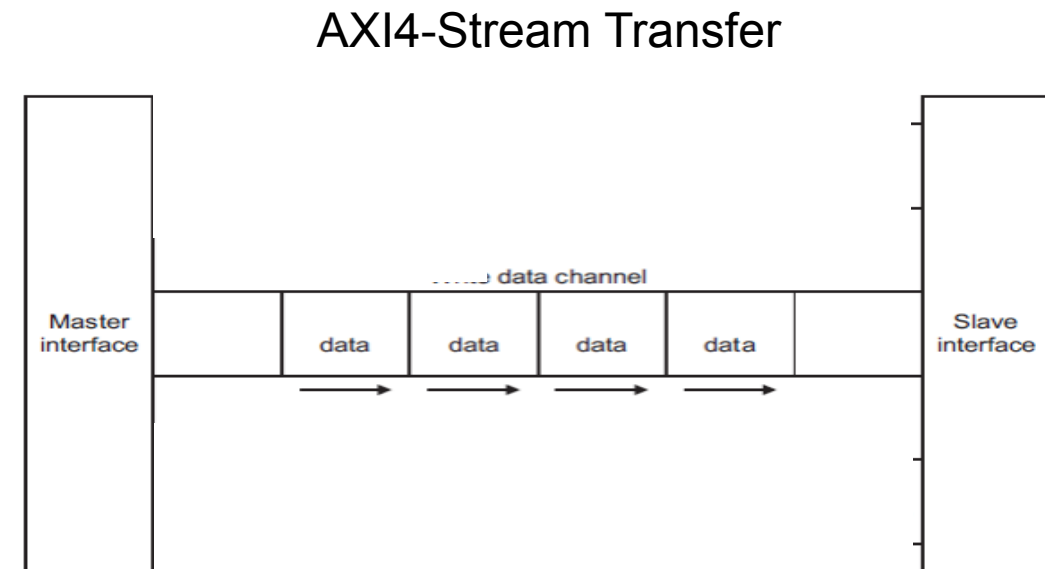 AXI4-Stream Transfer
data channel
Master
interface
data data data data
Slave
interface